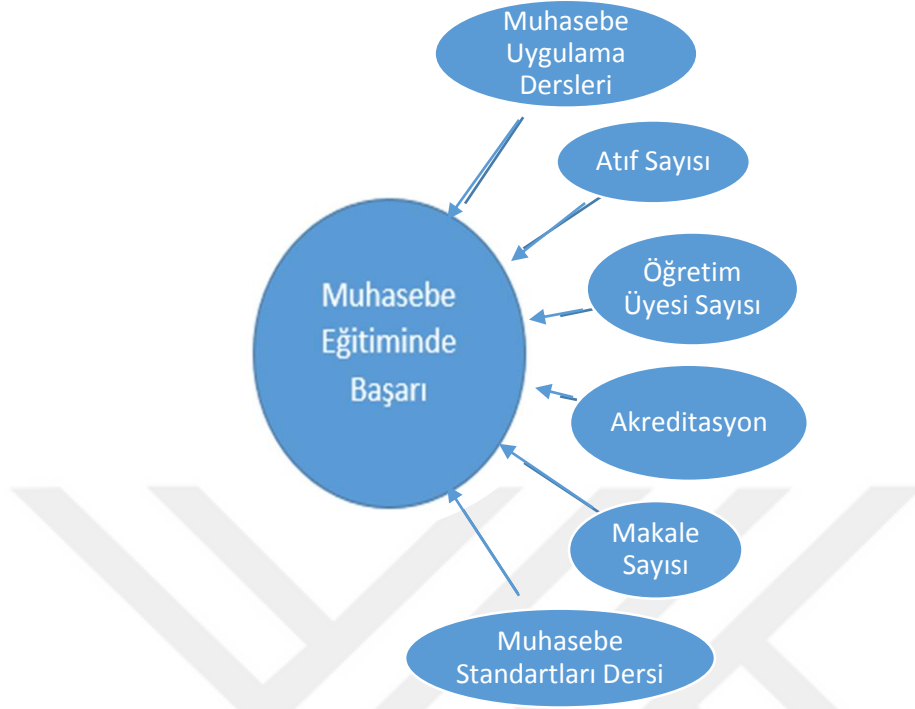 Muhasebe
Uygulama
Dersleri
Atıf Sayısı
Öğretim
Üyesi Sayısı
Muhasebe
Eğitiminde
Başarı
Akreditasyon
Makale
Sayısı
Muhasebe
Standartları Dersi